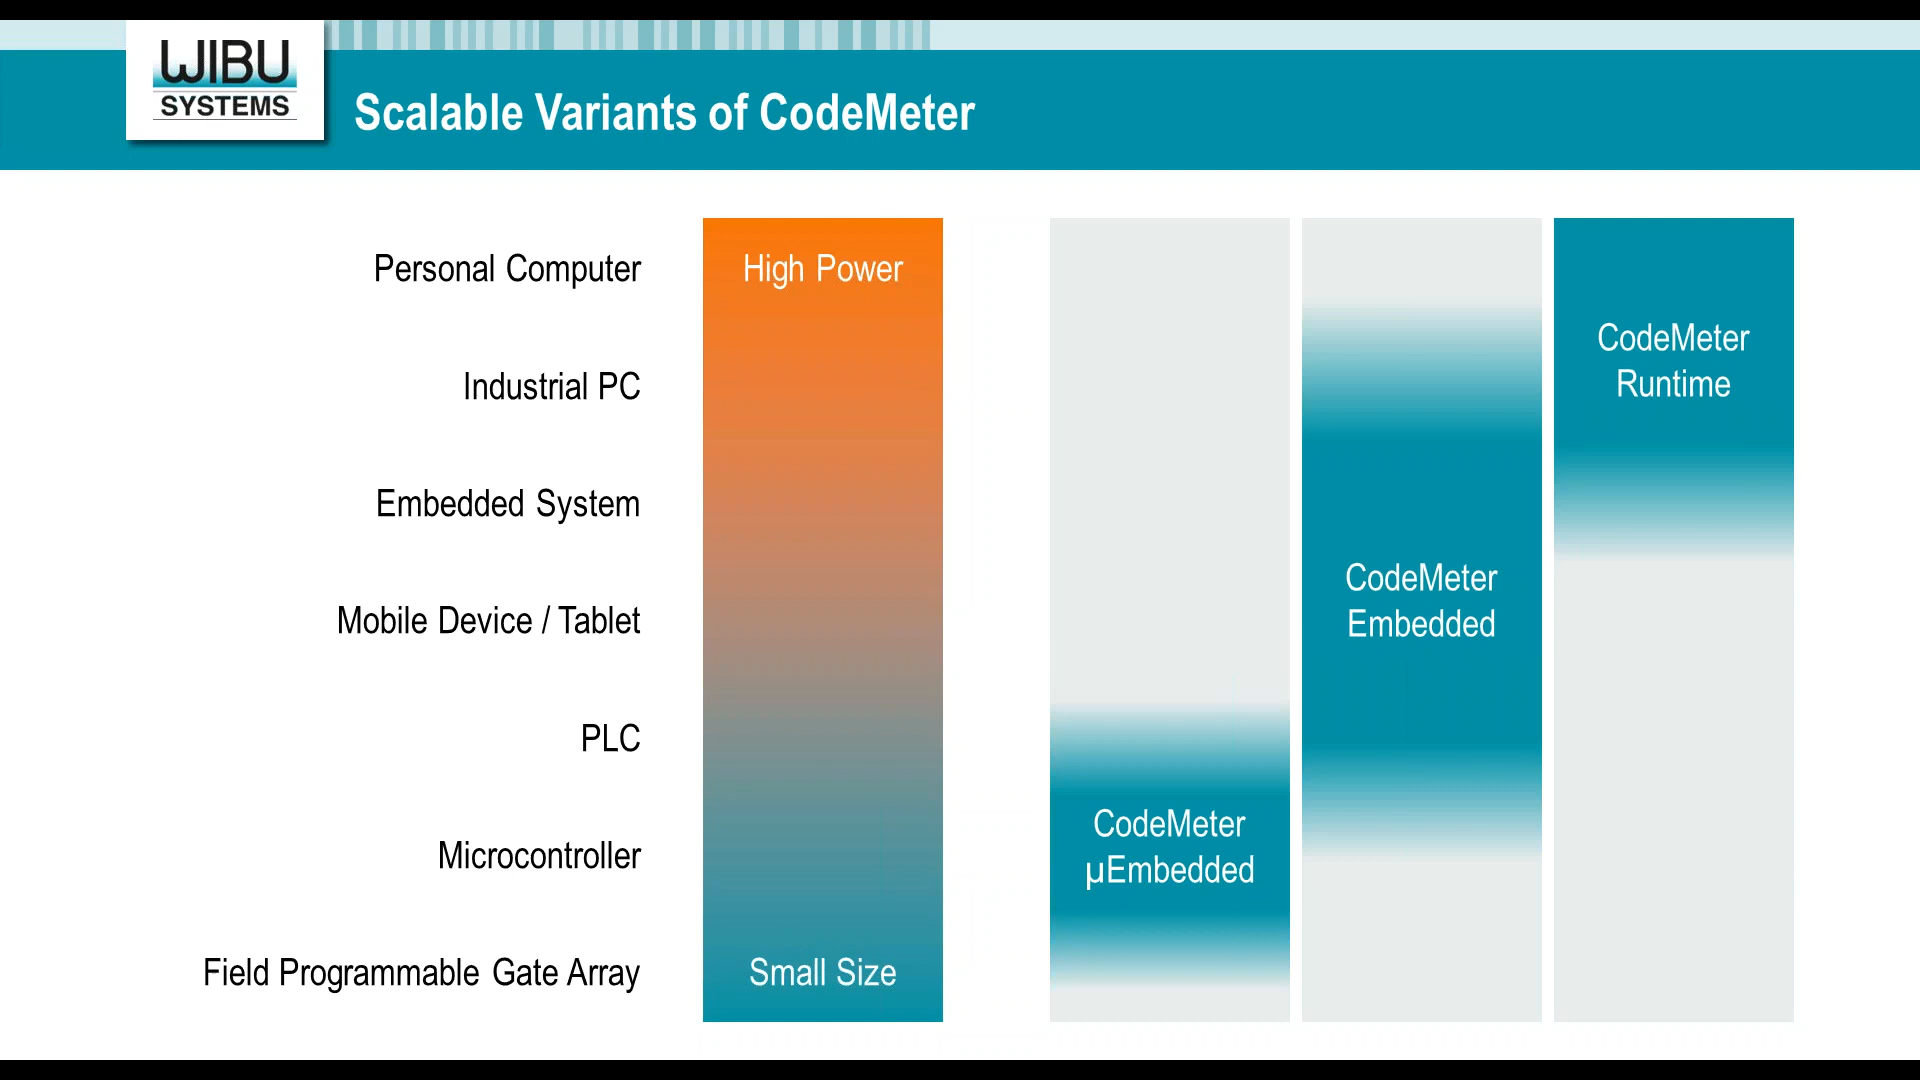 WIBU
SYSTEMS
Scalable Variants of CodeMeter
Personal Computer
High Power
Industrial PC
CodeMeter
Runtime
Embedded System
Mobile Device / Tablet
CodeMeter
Embedded
PLC
Microcontroller
CodeMeter
µEmbedded
Field Programmable Gate Array
Small Size